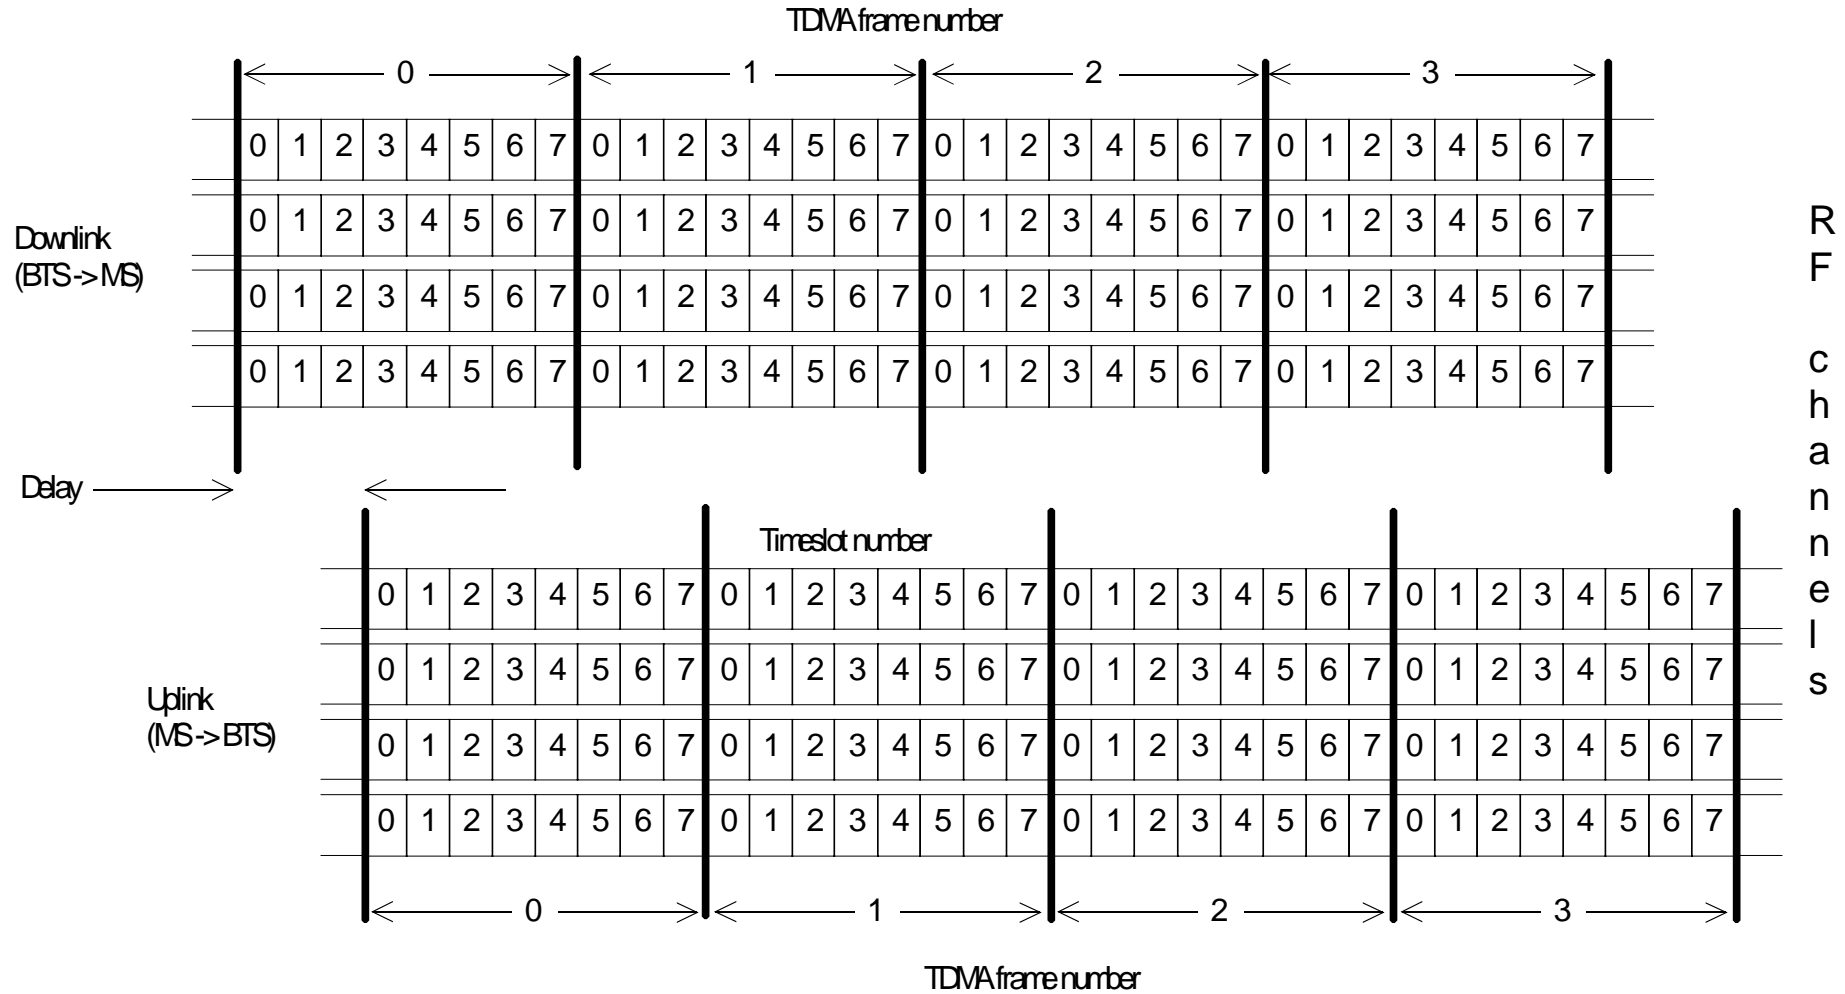 TDMA frame number
0 1 2 3
0 1 2 3 4 5 6 7 0 1 2 3 4 5 6 7 0 1 2 3 4 5 6 7 0 1 2 3 4 5 6 7
0 1 2 3 4 5 6 7 0 1 2 3 4 5 6 7 0 1 2 3 4 5 6 7 0 1 2 3 4 5 6 7
Downlink
(BTS -> MS)
0 1 2 3 4 5 6 7 0 1 2 3 4 5 6 7 0 1 2 3 4 5 6 7 0 1 2 3 4 5 6 7
0 1 2 3 4 5 6 7 0 1 2 3 4 5 6 7 0 1 2 3 4 5 6 7 0 1 2 3 4 5 6 7
Delay
Timeslot number
0 1 2 3 4 5 6 7 0 1 2 3 4 5 6 7 0 1 2 3 4 5 6 7 0 1 2 3 4 5 6 7
0 1 2 3 4 5 6 7 0 1 2 3 4 5 6 7 0 1 2 3 4 5 6 7 0 1 2 3 4 5 6 7
Uplink
(MS -> BTS)
0 1 2 3 4 5 6 7 0 1 2 3 4 5 6 7 0 1 2 3 4 5 6 7 0 1 2 3 4 5 6 7
0 1 2 3 4 5 6 7 0 1 2 3 4 5 6 7 0 1 2 3 4 5 6 7 0 1 2 3 4 5 6 7
0 1 2 3
TDMA frame number
RF channels